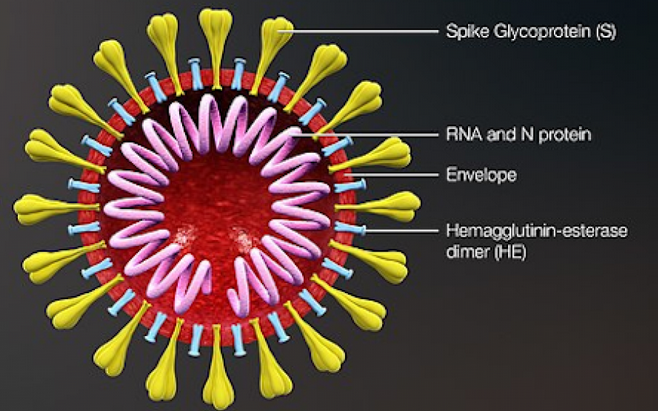 Spike Glycoprotein (S)
RNA and N protein
Envelope
Hemagglutinin-esterase
dimer (HE)